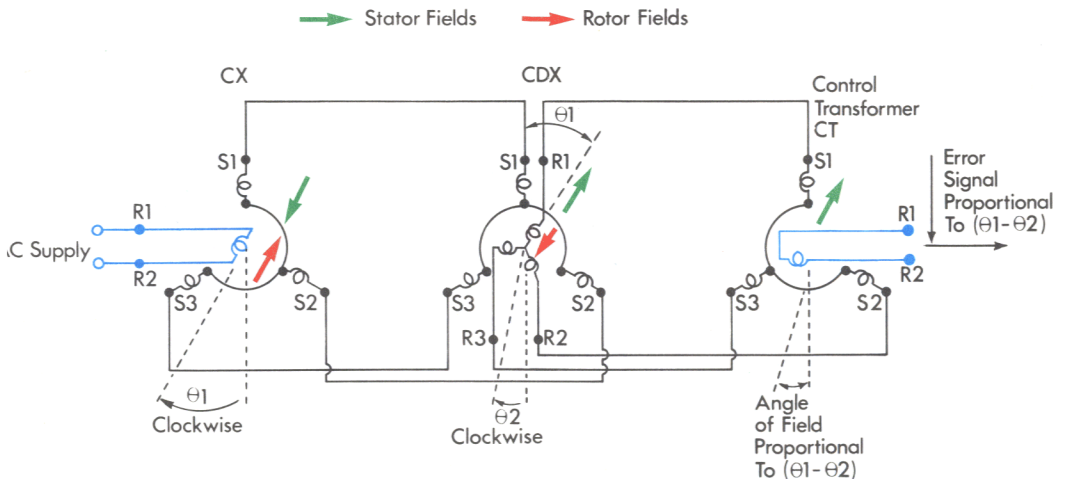 Stator Fields
Rotor Fields
CX
CDX
Control
Transformer
CT
θ1
S1
S1
R1
S1
Error
Signal
Proportional
To (θ1-θ2)
R1
R1
AC Supply
R2
R2
S3
S2
S3
S2
S3
S2
R3
R2
θ1
Clockwise
θ2
Clockwise
Angle
of Field
Proportional
To (θ1-θ2)